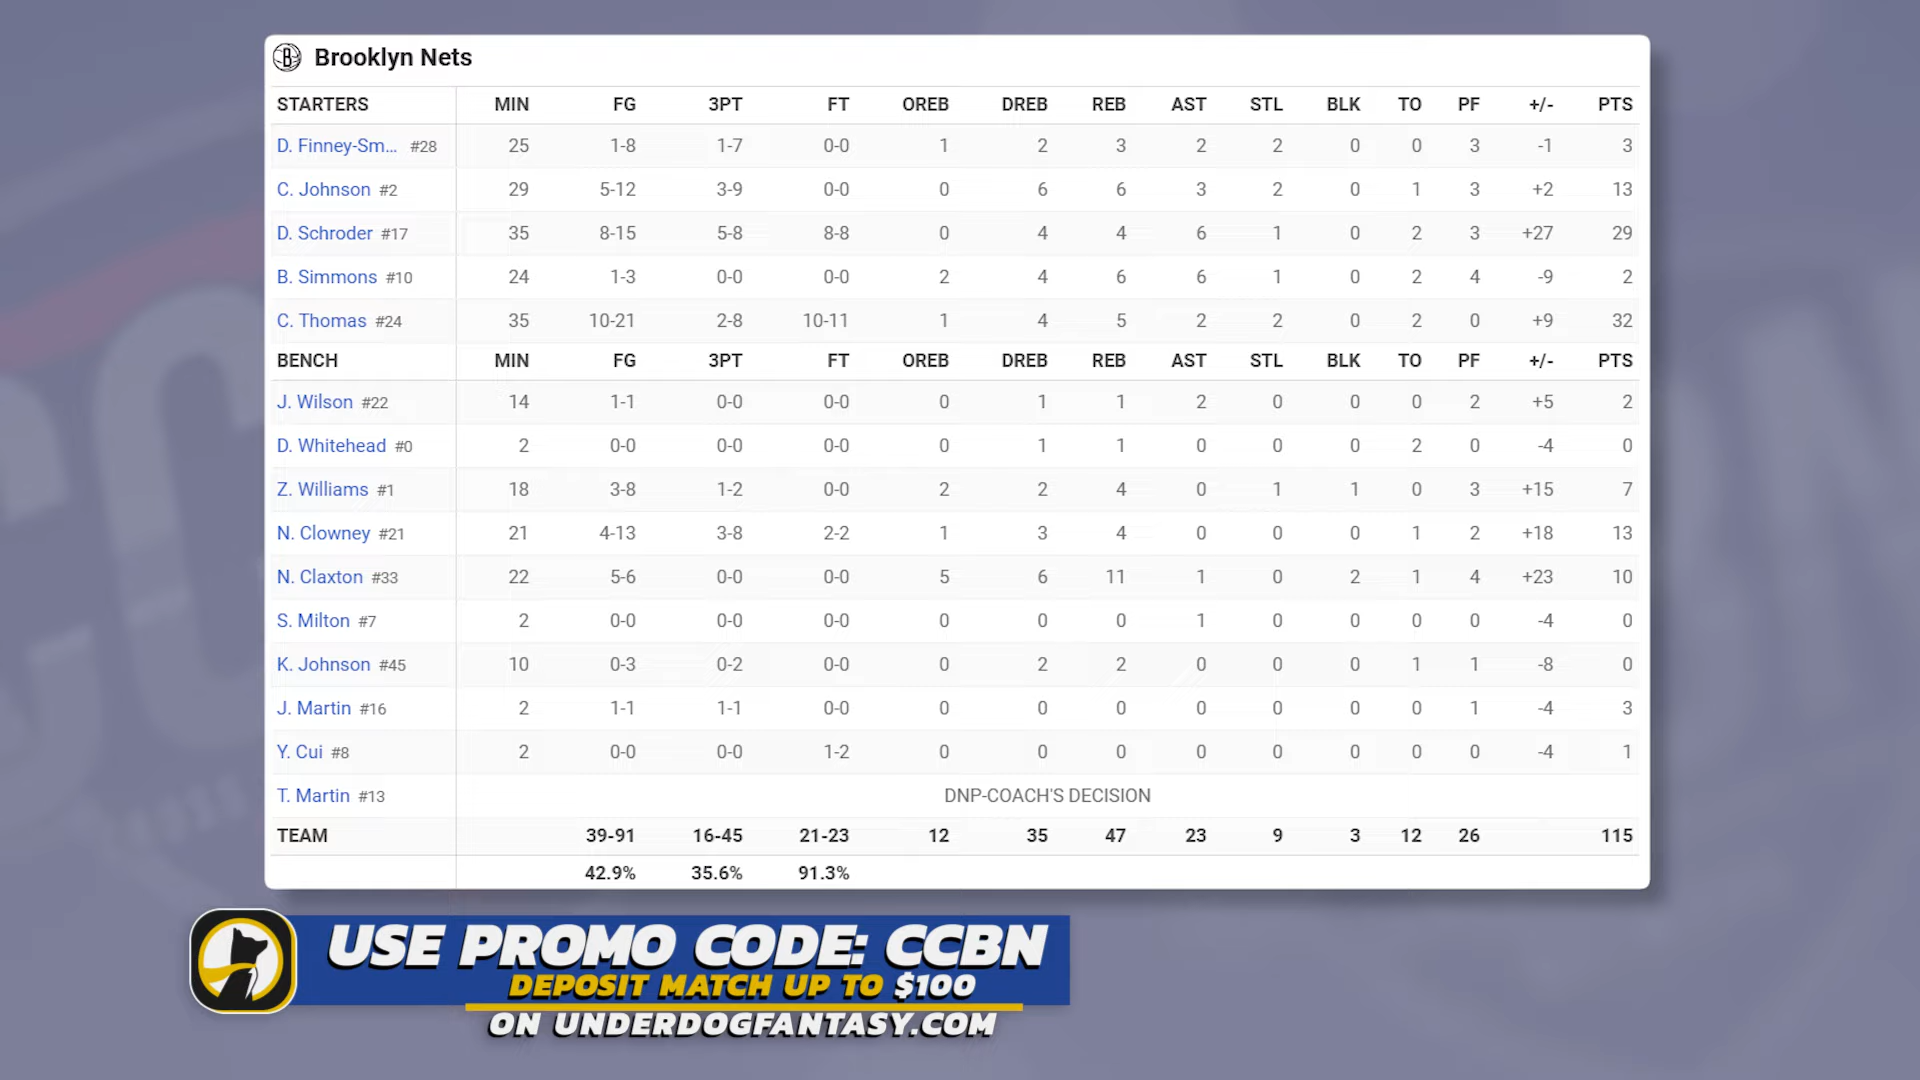 Brooklyn Nets
STARTERS MIN FG 3PT FT OREB DREB REB AST STL BLK TO PF +/- PTS
D. Finney-Sm... #28 25 1-8 1-7 0-0 1 2 3 2 2 0 0 3 -1 3
C. Johnson #2 29 5-12 3-9 0-0 0 6 6 3 2 0 1 3 +2 13
D. Schroder #17 35 8-15 5-8 8-8 0 4 4 6 1 0 2 3 +27 29
B. Simmons #10 24 1-3 0-0 0-0 2 4 6 6 1 0 2 4 -9 2
C. Thomas #24 35 10-21 2-8 10-11 1 4 5 2 2 0 2 0 +9 32
BENCH MIN FG 3PT FT OREB DREB REB AST STL BLK TO PF +/- PTS
J. Wilson #22 14 1-1 0-0 0-0 0 1 1 2 0 0 0 2 +5 2
D. Whitehead #0 2 0-0 0-0 0-0 0 1 1 0 0 0 2 0 -4 0
Z. Williams #1 18 3-8 1-2 0-0 2 2 4 0 1 1 0 3 +15 7
N. Clowney #21 21 4-13 3-8 2-2 1 3 4 0 0 0 1 2 +18 13
N. Claxton #33 22 5-6 0-0 0-0 5 6 11 1 0 2 1 4 +23 10
S. Milton #7 2 0-0 0-0 0-0 0 0 0 1 0 0 0 0 -4 0
K. Johnson #45 10 0-3 0-2 0-0 0 2 2 0 0 0 1 1 -8 0
J. Martin #16 2 1-1 1-1 0-0 0 0 0 0 0 0 0 1 -4 3
Y. Cui #8 2 0-0 0-0 1-2 0 0 0 0 0 0 0 0 -4 1
T. Martin #13 DNP-COACH'S DECISION
TEAM 39-91 16-45 21-23 12 35 47 23 9 3 12 26 115
42.9% 35.6% 91.3%
USE PROMO CODE: CCBN
DEPOSIT MATCH UP TO $100
ON UNDERDOGFANTASY.COM